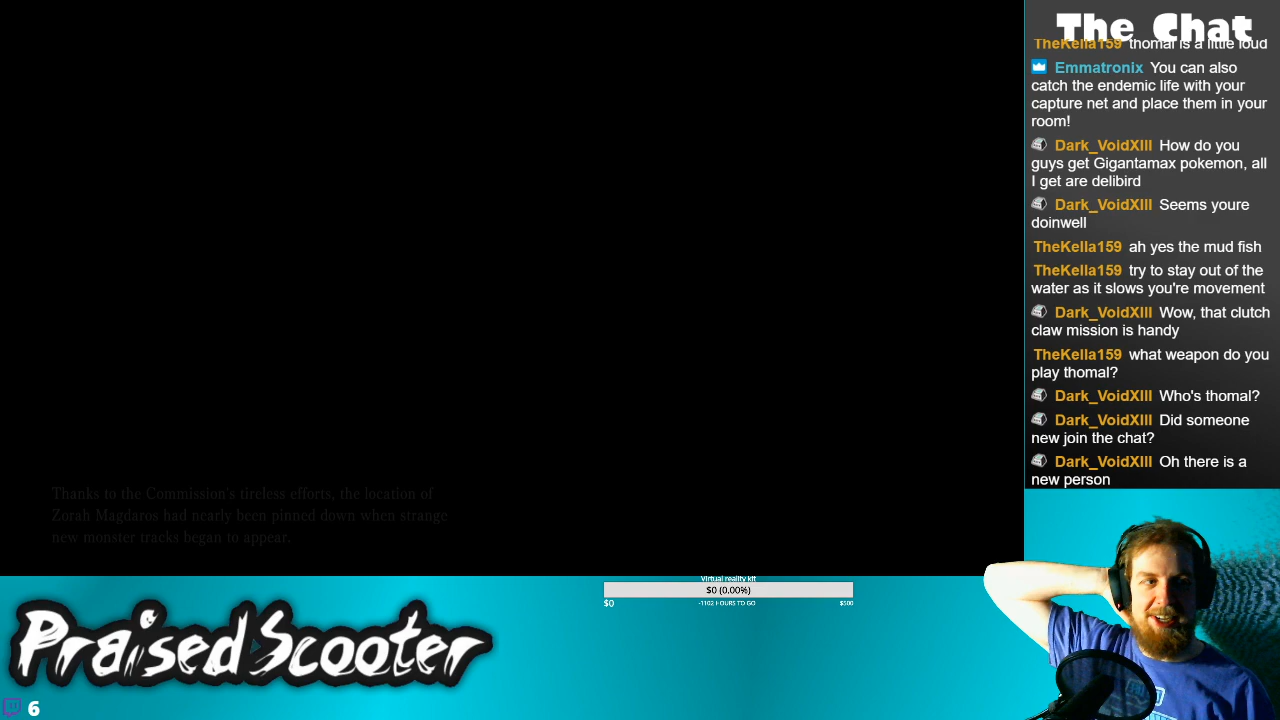 The Chat
TheKella159 thomal is a little loud
Emmatronix You can also
catch the endemic life with your
capture net and place them in your
room!
Dark_VoidXIII How do you
guys get Gigantamax pokemon, all
I get are delibird
Dark_VoidXIII Seems youre
doinwell
TheKella159 ah yes the mud fish
TheKella159 try to stay out of the
water as it slows you're movement
Dark_VoidXIII Wow, that clutch
claw mission is handy
TheKella159 what weapon do you
play thomal?
Dark_VoidXIII Who's thomal?
Dark_VoidXIII Did someone
new join the chat?
Dark_VoidXIII Oh there is a
new person
Thanks to the Commission's tireless efforts, the location of
Zorah Magdaros had nearly been pinned down when strange
new monster tracks began to appear.
Virtual reality kit
$0 (0.00%)
$0 -1102 HOURS TO GO $500
Praised Scooter
6